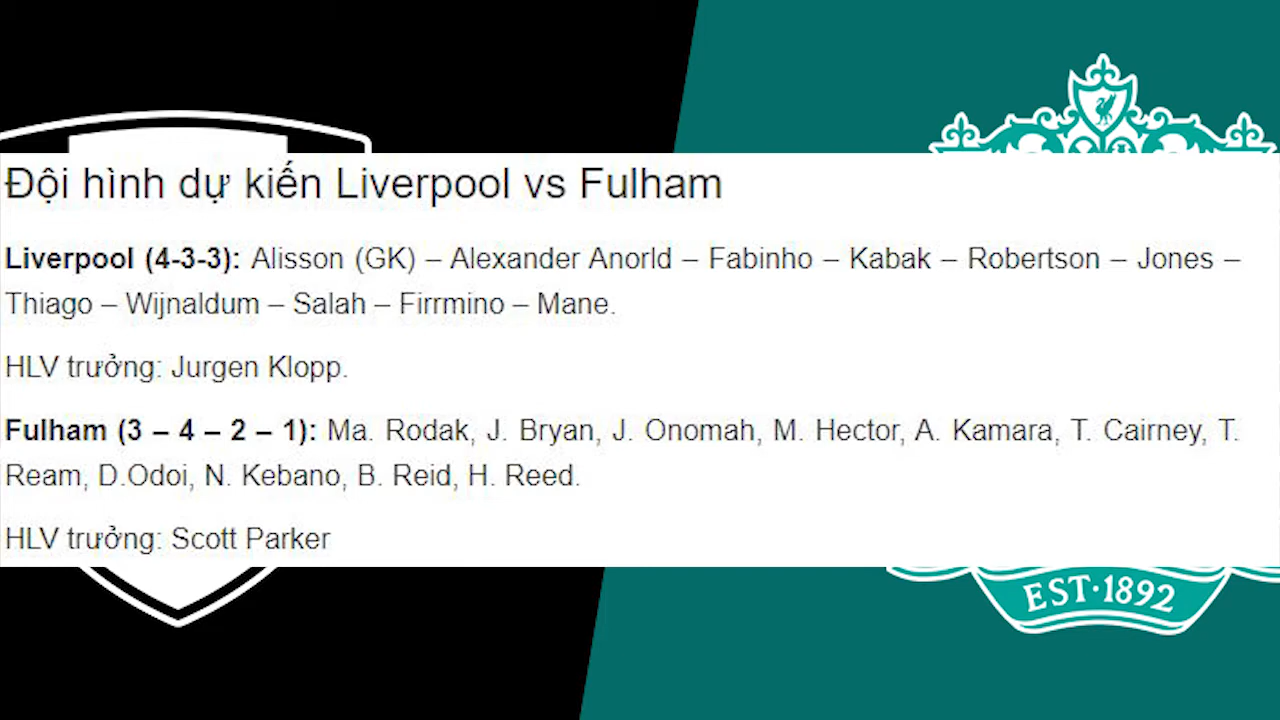 Đội hình dự kiến Liverpool vs Fulham
Liverpool (4-3-3): Alisson (GK) – Alexander Anorld – Fabinho – Kabak – Robertson – Jones –
Thiago – Wijnaldum – Salah – Firrmino – Mane.
HLV trưởng: Jurgen Klopp.
Fulham (3 – 4 – 2 – 1): Ma. Rodak, J. Bryan, J. Onomah, M. Hector, A. Kamara, T. Cairney, T.
Ream, D.Odoi, N. Kebano, B. Reid, H. Reed.
HLV trưởng: Scott Parker
EST·1892